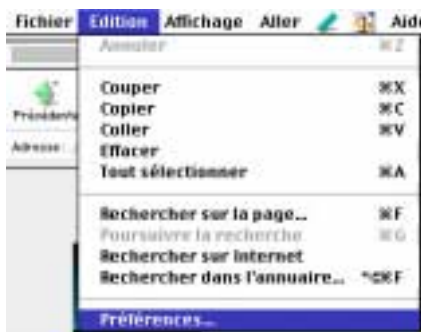 Fichier Edition Affichage Aller Aide
Annuler ⌘Z
Couper ⌘X
Précédente
Copier ⌘C
Coller ⌘V
Adresse :
Effacer
Tout sélectionner ⌘A
Rechercher sur la page... ⌘F
Poursuivre la recherche ⌘G
Rechercher sur Internet
Rechercher dans l'annuaire... ⌥⌘F
Préférences...